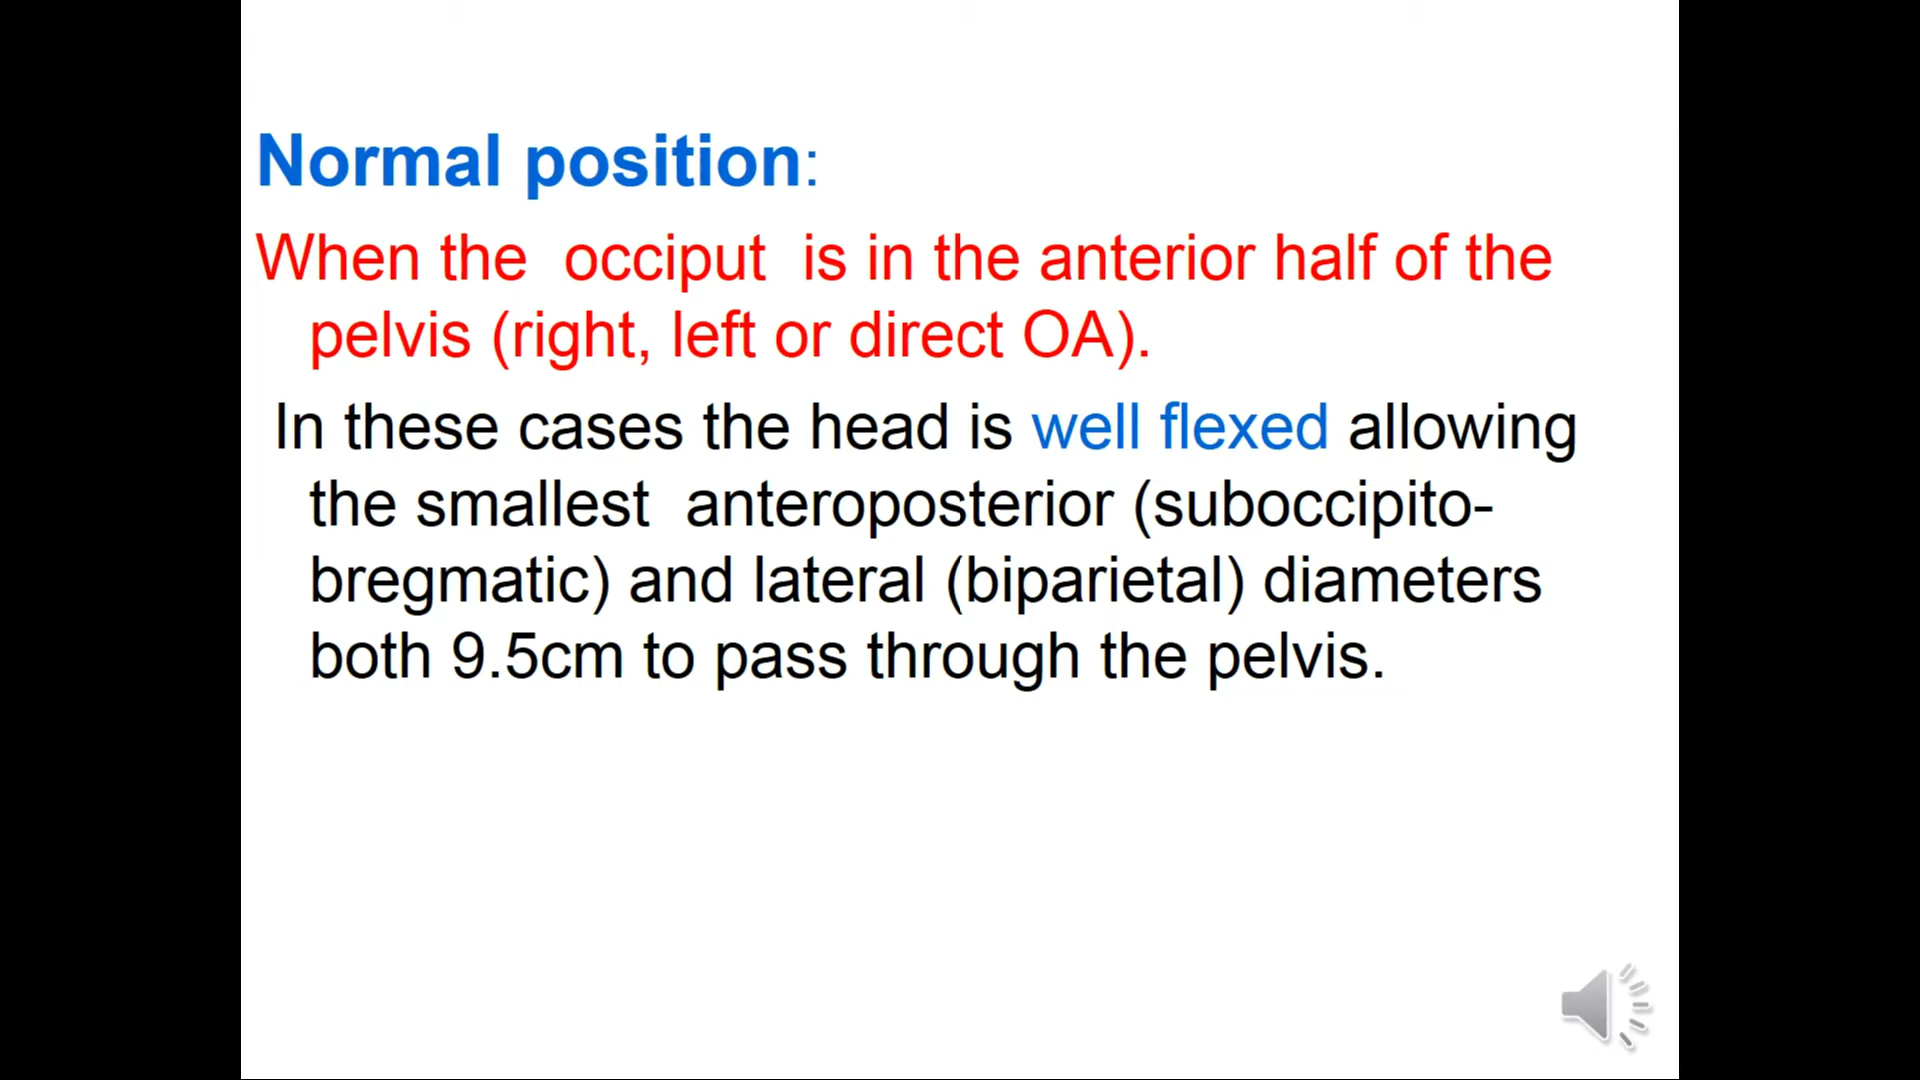 Normal position:
When the occiput is in the anterior half of the
pelvis (right, left or direct OA).
In these cases the head is well flexed allowing
the smallest anteroposterior (suboccipito-
bregmatic) and lateral (biparietal) diameters
both 9.5cm to pass through the pelvis.